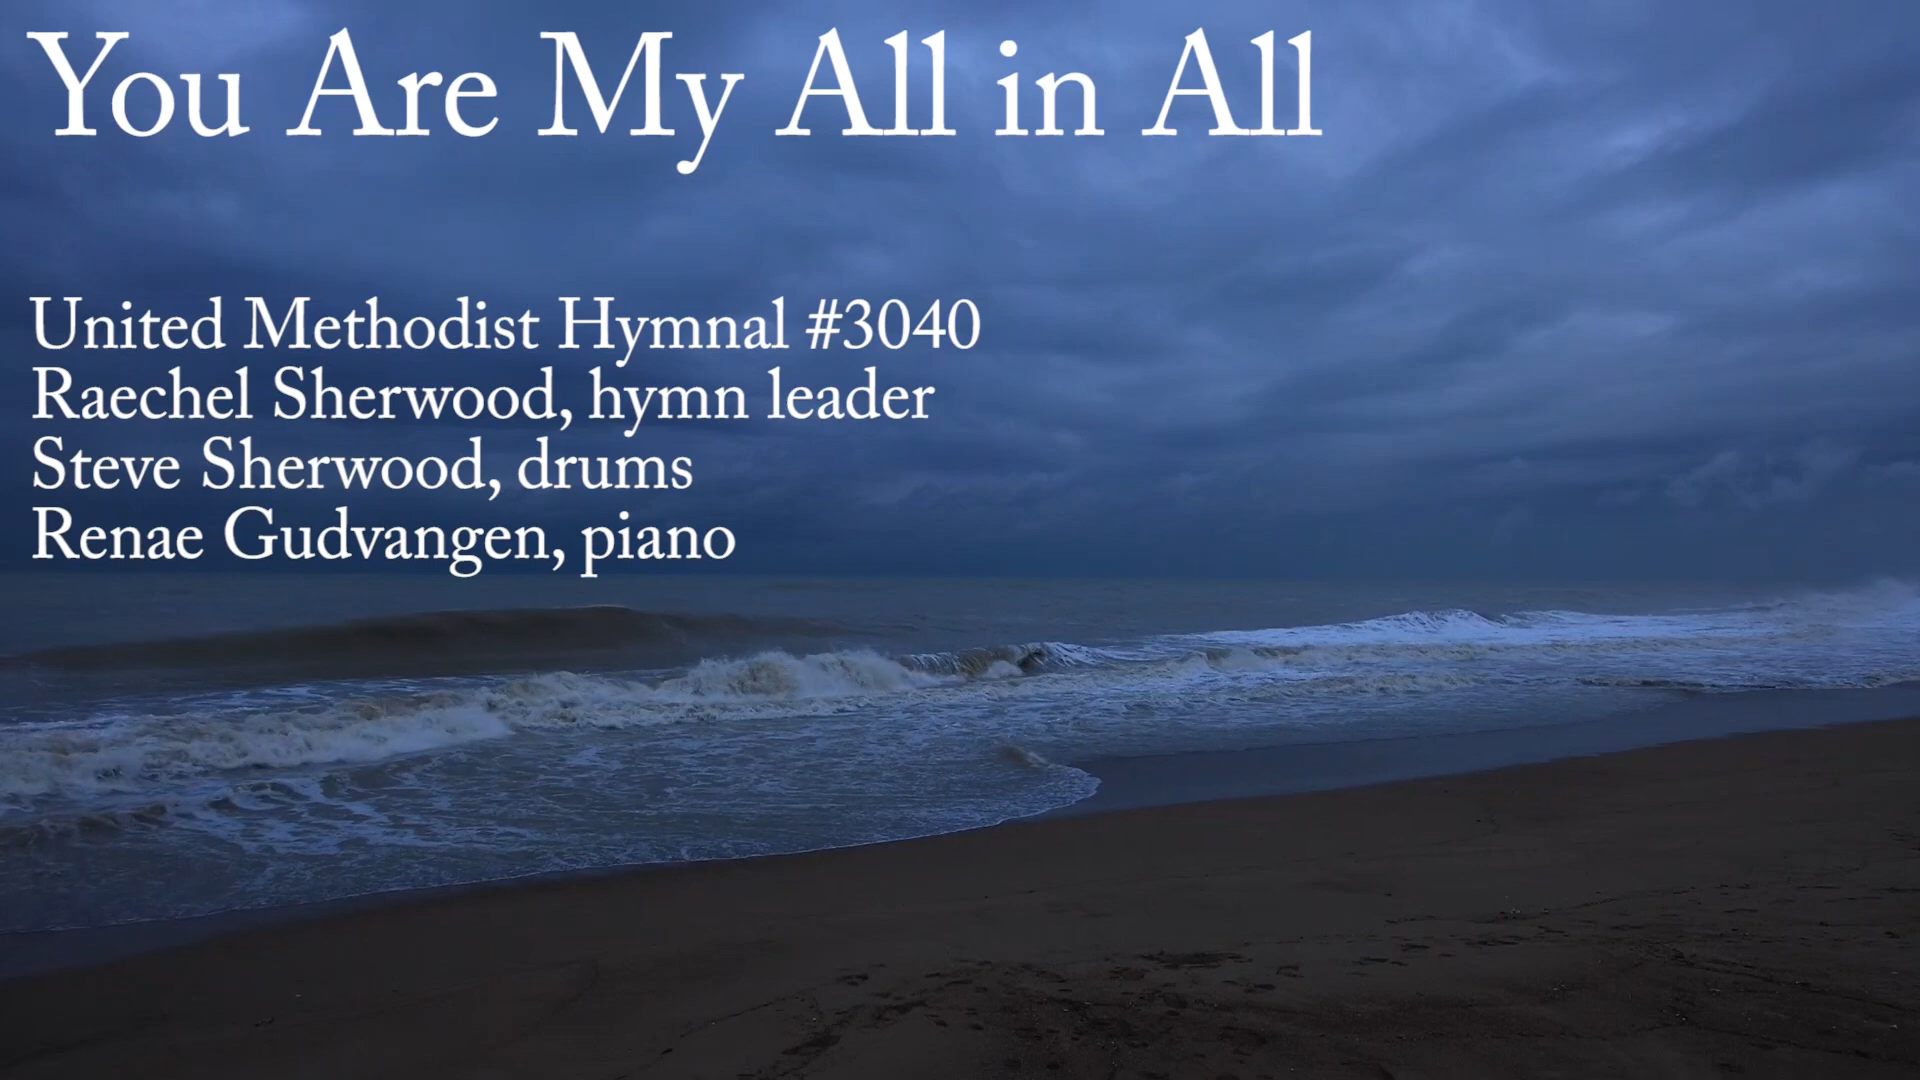 You Are My All in All
United Methodist Hymnal #3040
Raechel Sherwood, hymn leader
Steve Sherwood, drums
Renae Gudvangen, piano